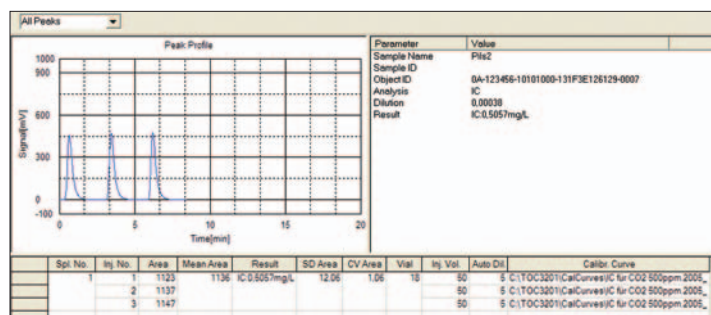 All Peaks
Peak Profile
1000
900
600
300
0
-100
Signal[mV]
0 5 10 15 20
Time[min]
Parameter Value
Sample Name Pils2
Sample ID
Object ID 0A-123456-10101000-131F3E126129-0007
Analysis IC
Dilution 0,00038
Result IC:0,5057mg/L
Spl. No. Inj. No. Area Mean Area Result SD Area CV Area Vial Inj. Vol. Auto Dil. Calibr. Curve
1 1 1123 1136 IC:0,5057mg/L 12.06 1.06 18 50 5 C:\TOC3201\CalCurves\IC für CO2 500ppm.2005_
2 1137 50 5 C:\TOC3201\CalCurves\IC für CO2 500ppm.2005_
3 1147 50 5 C:\TOC3201\CalCurves\IC für CO2 500ppm.2005_